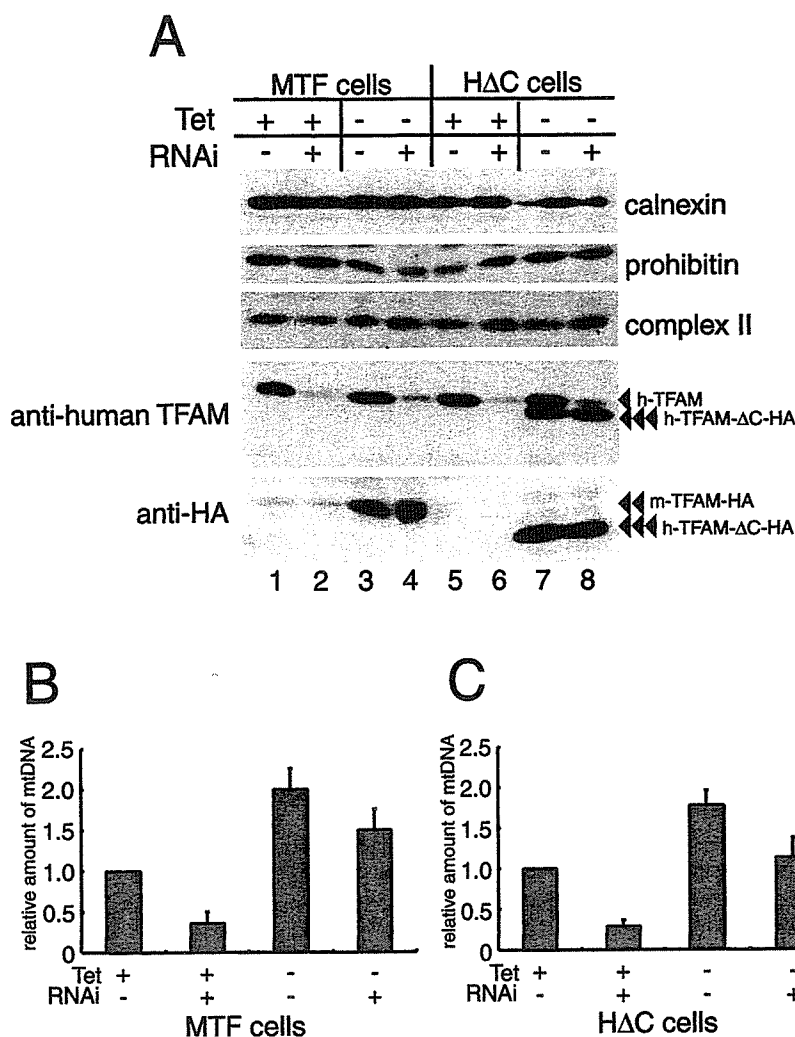 A
MTF cells HΔC cells
Tet + + - - + + - -
RNAi - + - + - + - +
calnexin
prohibitin
complex II
anti-human TFAM
h-TFAM
h-TFAM-ΔC-HA
anti-HA
m-TFAM-HA
h-TFAM-ΔC-HA
1 2 3 4 5 6 7 8
B
relative amount of mtDNA
2.5
2.0
1.5
1.0
0.5
0
Tet + + - -
RNAi - + - +
MTF cells
C
relative amount of mtDNA
2.5
2.0
1.5
1.0
0.5
0
Tet + + - -
RNAi - + - +
HΔC cells